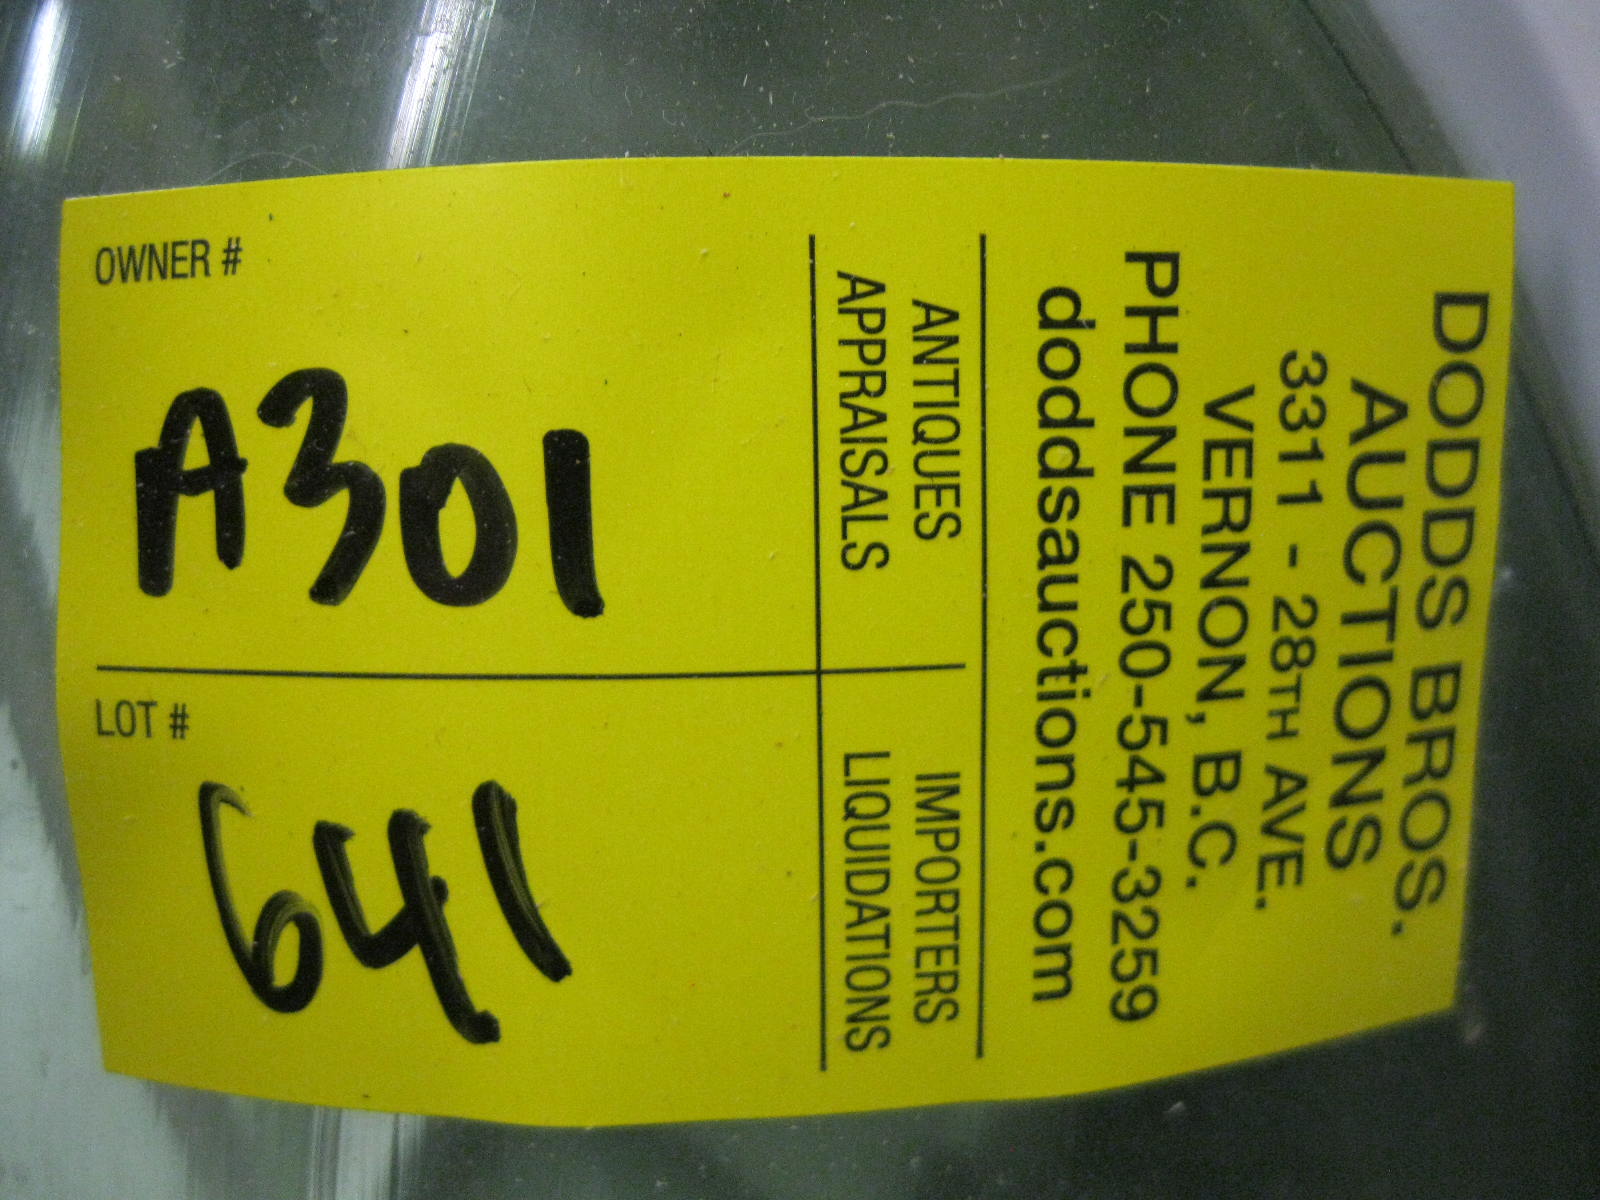 DODDS BROS.
AUCTIONS
3311 - 28TH AVE.
VERNON, B.C.
PHONE 250-545-3259
doddsauctions.com
ANTIQUES IMPORTERS
APPRAISALS LIQUIDATIONS
OWNER #
A301
LOT #
641